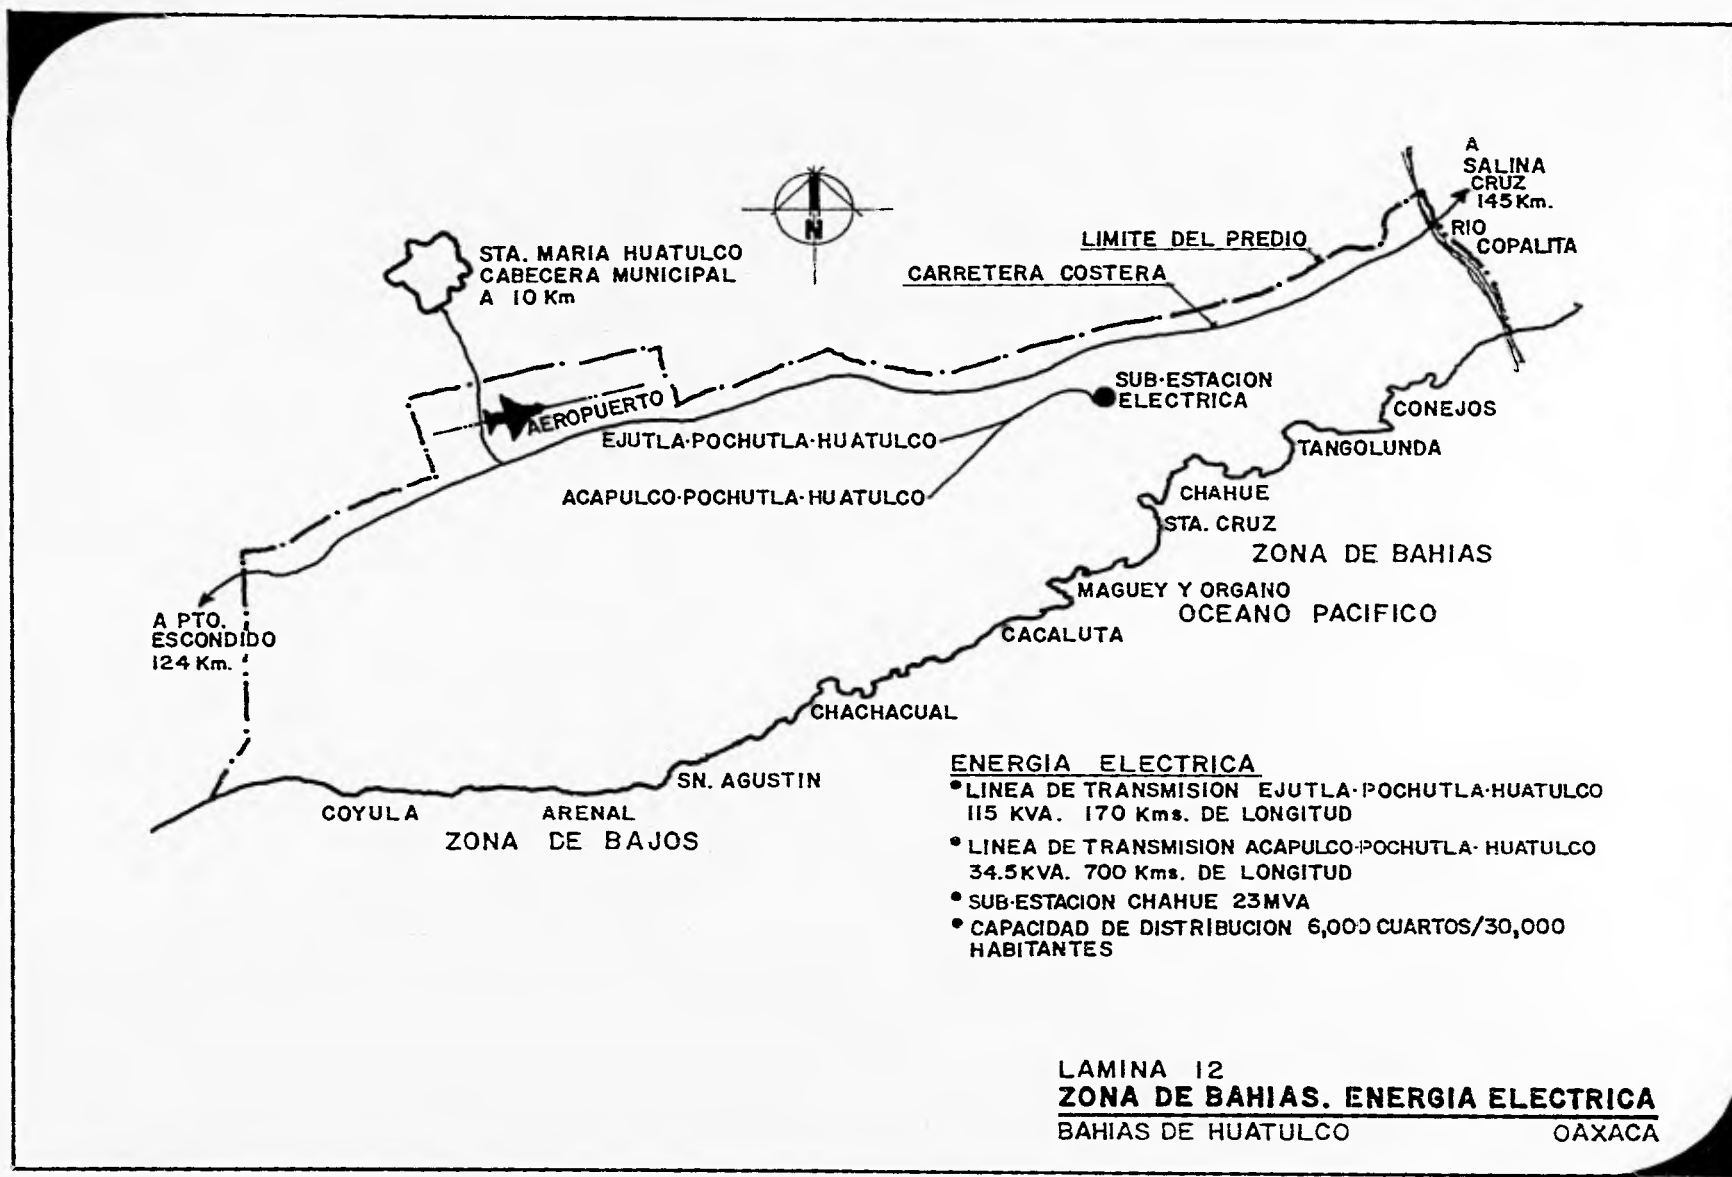 A
SALINA
CRUZ
145 Km.
RIO
COPALITA
N
LIMITE DEL PREDIO
CARRETERA COSTERA
STA. MARIA HUATULCO
CABECERA MUNICIPAL
A 10 Km
AEROPUERTO
SUB-ESTACION
ELECTRICA
EJUTLA-POCHUTLA-HUATULCO
ACAPULCO-POCHUTLA-HUATULCO
CONEJOS
TANGOLUNDA
CHAHUE
STA. CRUZ
ZONA DE BAHIAS
MAGUEY Y ORGANO
OCEANO PACIFICO
CACALUTA
A PTO.
ESCONDIDO
124 Km.
CHACHACUAL
SN. AGUSTIN
COYULA
ARENAL
ZONA DE BAJOS
ENERGIA ELECTRICA
• LINEA DE TRANSMISION EJUTLA-POCHUTLA-HUATULCO
115 KVA. 170 Kms. DE LONGITUD
• LINEA DE TRANSMISION ACAPULCO-POCHUTLA-HUATULCO
34.5KVA. 700 Kms. DE LONGITUD
• SUB-ESTACION CHAHUE 23MVA
• CAPACIDAD DE DISTRIBUCION 6,000 CUARTOS/30,000
HABITANTES
LAMINA 12
ZONA DE BAHIAS. ENERGIA ELECTRICA
BAHIAS DE HUATULCO OAXACA